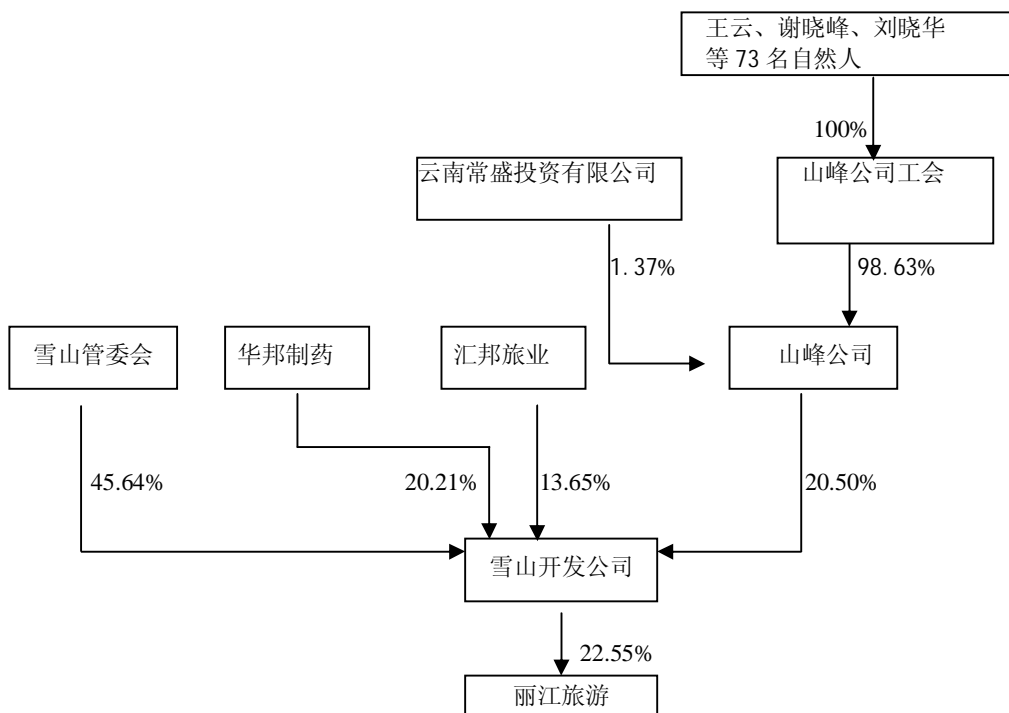 王云、谢晓峰、刘晓华
等 73 名自然人
100%
云南常盛投资有限公司
山峰公司工会
1.37%
98.63%
雪山管委会
华邦制药
汇邦旅业
山峰公司
45.64%
20.21%
13.65%
20.50%
雪山开发公司
22.55%
丽江旅游